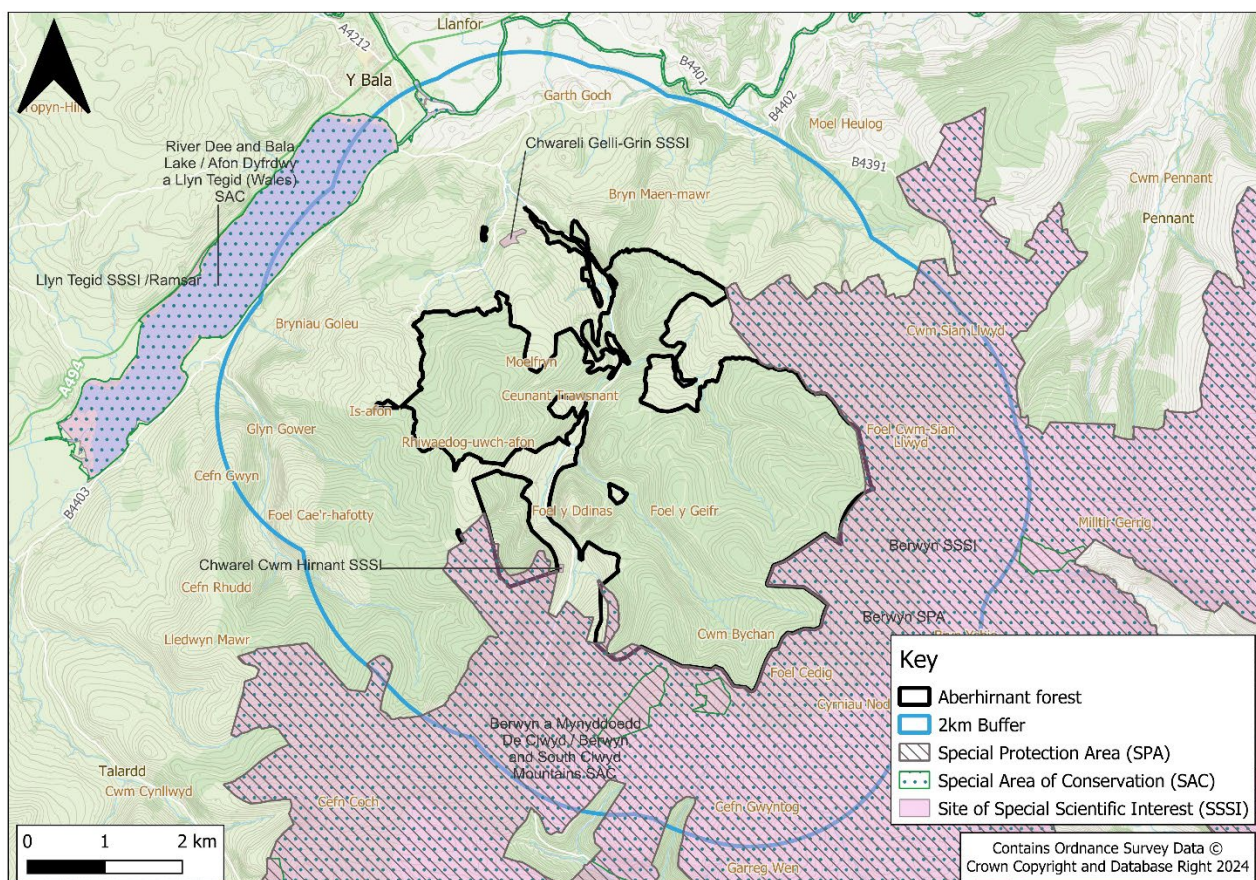 Llanfor
A4212
Y Bala
B4401
Garth Goch
B4402
Moel Heulog
River Dee and Bala
Lake / Afon Dyfrdwy
a Llyn Tegid (Wales)
SAC
Chwareli Gelli-Grin SSSI
B4391
Cwm Pennant
Bryn Maen-mawr
Pennant
Llyn Tegid SSSI /Ramsar
Bryniau Goleu
Cwm Sian Llwyd
A494
Moelfryn
Ceunant Trawsnant
Is-afon
Glyn Gower
Rhiwaedog-uwch-afon
Foel Cwm-Sian
Llwyd
Cefn Gwyn
B4403
Foel Cae'r-hafotty
Foel y Ddinas
Foel y Geifr
Milltir Gerrig
Berwyn SSSI
Chwarel Cwm Hirnant SSSI
Cefn Rhudd
Berwyn SPA
Lledwyn Mawr
Cwm Bychan
Foel Cedig
Cyrniau Nod
Berwyn a Mynyddoedd
De Clwyd / Berwyn
and South Clwyd
Mountains SAC
Talardd
Cwm Cynllwyd
Cefn Coch
Cefn Gwyntog
Garreg Wen
Key
Aberhirnant forest
2km Buffer
Special Protection Area (SPA)
Special Area of Conservation (SAC)
Site of Special Scientific Interest (SSSI)
0 1 2 km
Contains Ordnance Survey Data ©
Crown Copyright and Database Right 2024